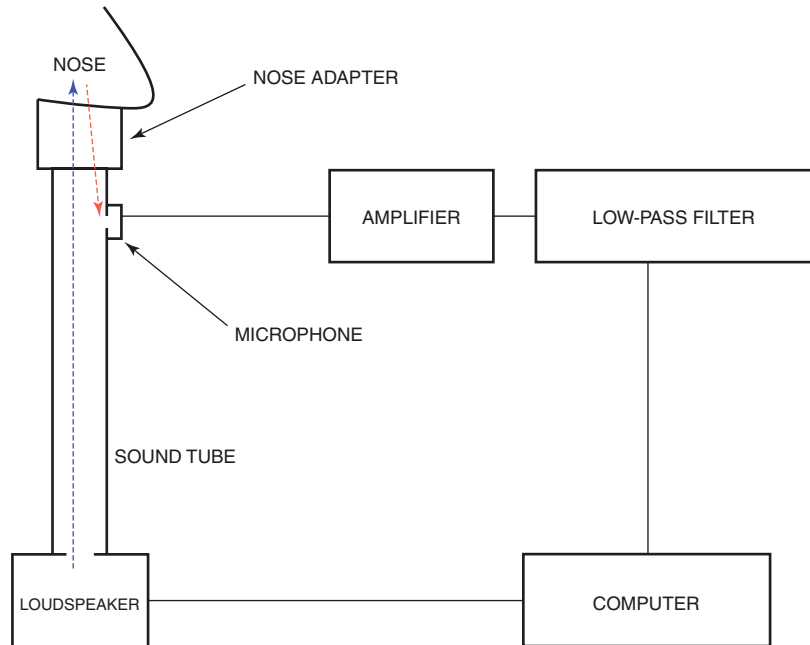 NOSE
NOSE ADAPTER
AMPLIFIER
LOW-PASS FILTER
MICROPHONE
SOUND TUBE
LOUDSPEAKER
COMPUTER